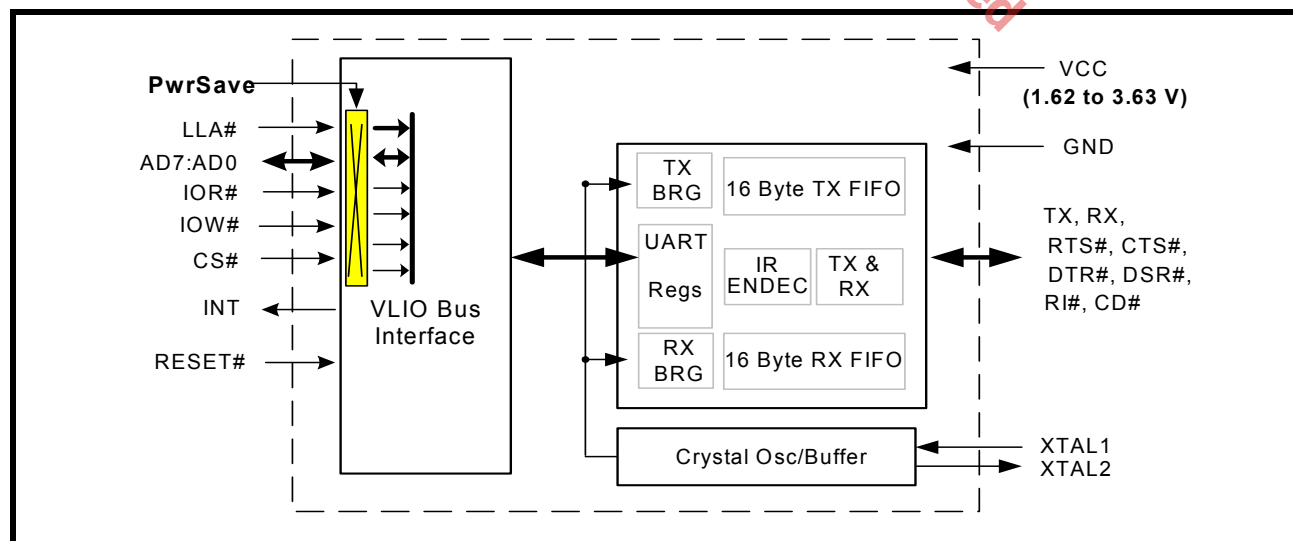 PwrSave
LLA#
AD7:AD0
IOR#
IOW#
CS#
INT
RESET#
VLIO Bus
Interface
TX
BRG
16 Byte TX FIFO
UART
Regs
IR
ENDEC
TX &
RX
RX
BRG
16 Byte RX FIFO
Crystal Osc/Buffer
VCC
(1.62 to 3.63 V)
GND
TX, RX,
RTS#, CTS#,
DTR#, DSR#,
RI#, CD#
XTAL1
XTAL2